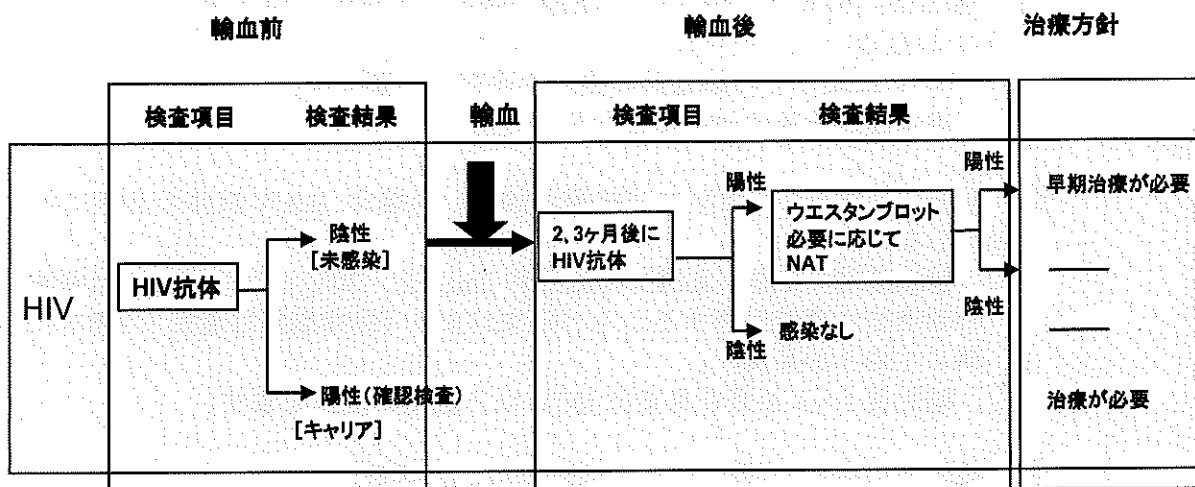 輸血前
輸血後
治療方針
検査項目
検査結果
輸血
検査項目
検査結果
HIV
HIV抗体
陰性
[未感染]
陽性(確認検査)
[キャリア]
2、3ヶ月後に
HIV抗体
陽性
ウエスタンブロット
必要に応じて
NAT
陰性
感染なし
陽性
早期治療が必要
陰性
治療が必要